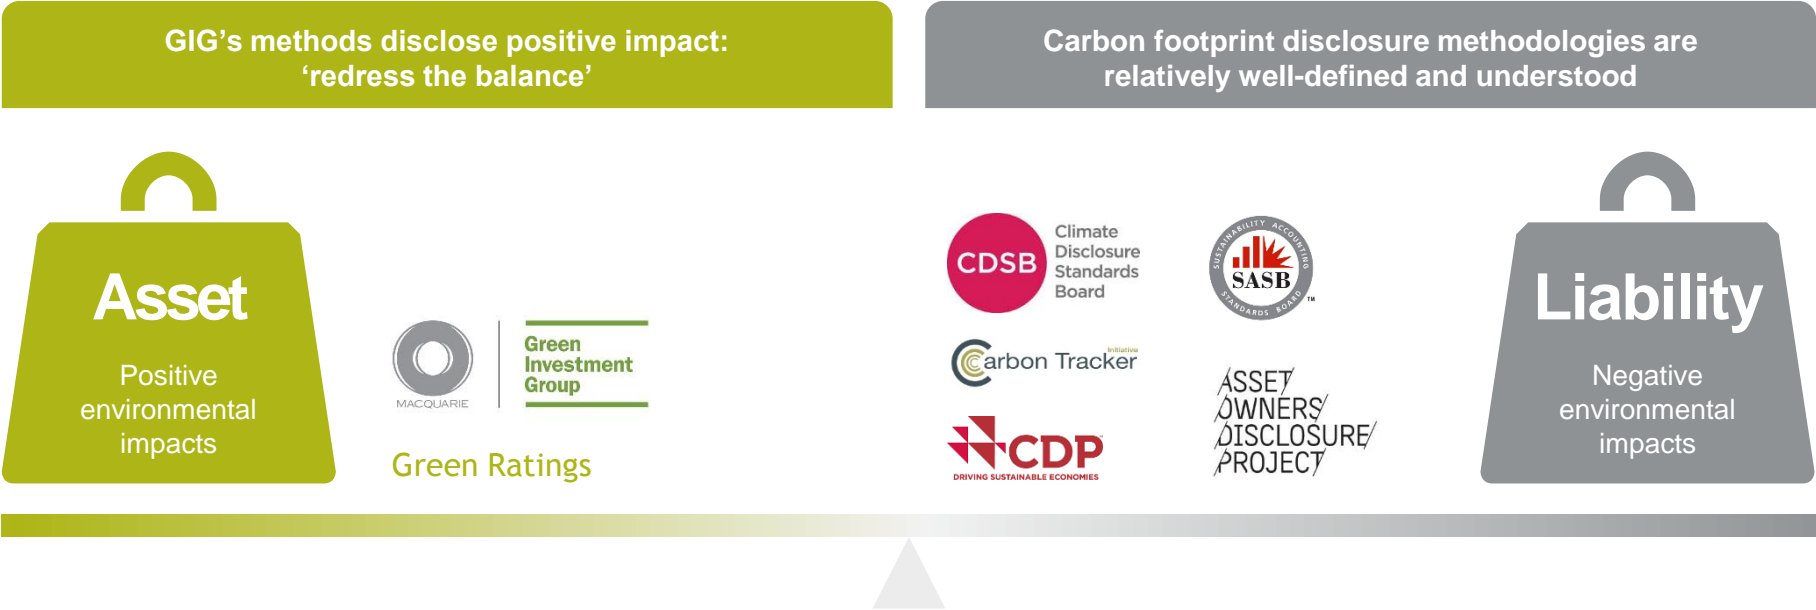 GIG's methods disclose positive impact:
‘redress the balance’
Carbon footprint disclosure methodologies are
relatively well-defined and understood
Asset
Positive
environmental
impacts
MACQUARIE
Green
Investment
Group
Green Ratings
CDSB
Climate
Disclosure
Standards
Board
SUSTAINABILITY ACCOUNTING
SASB
STANDARDS BOARD
TM
Initiative
Carbon Tracker
ASSET
OWNERS
DISCLOSURE
PROJECT
CDP
DRIVING SUSTAINABLE ECONOMIES
Liability
Negative
environmental
impacts